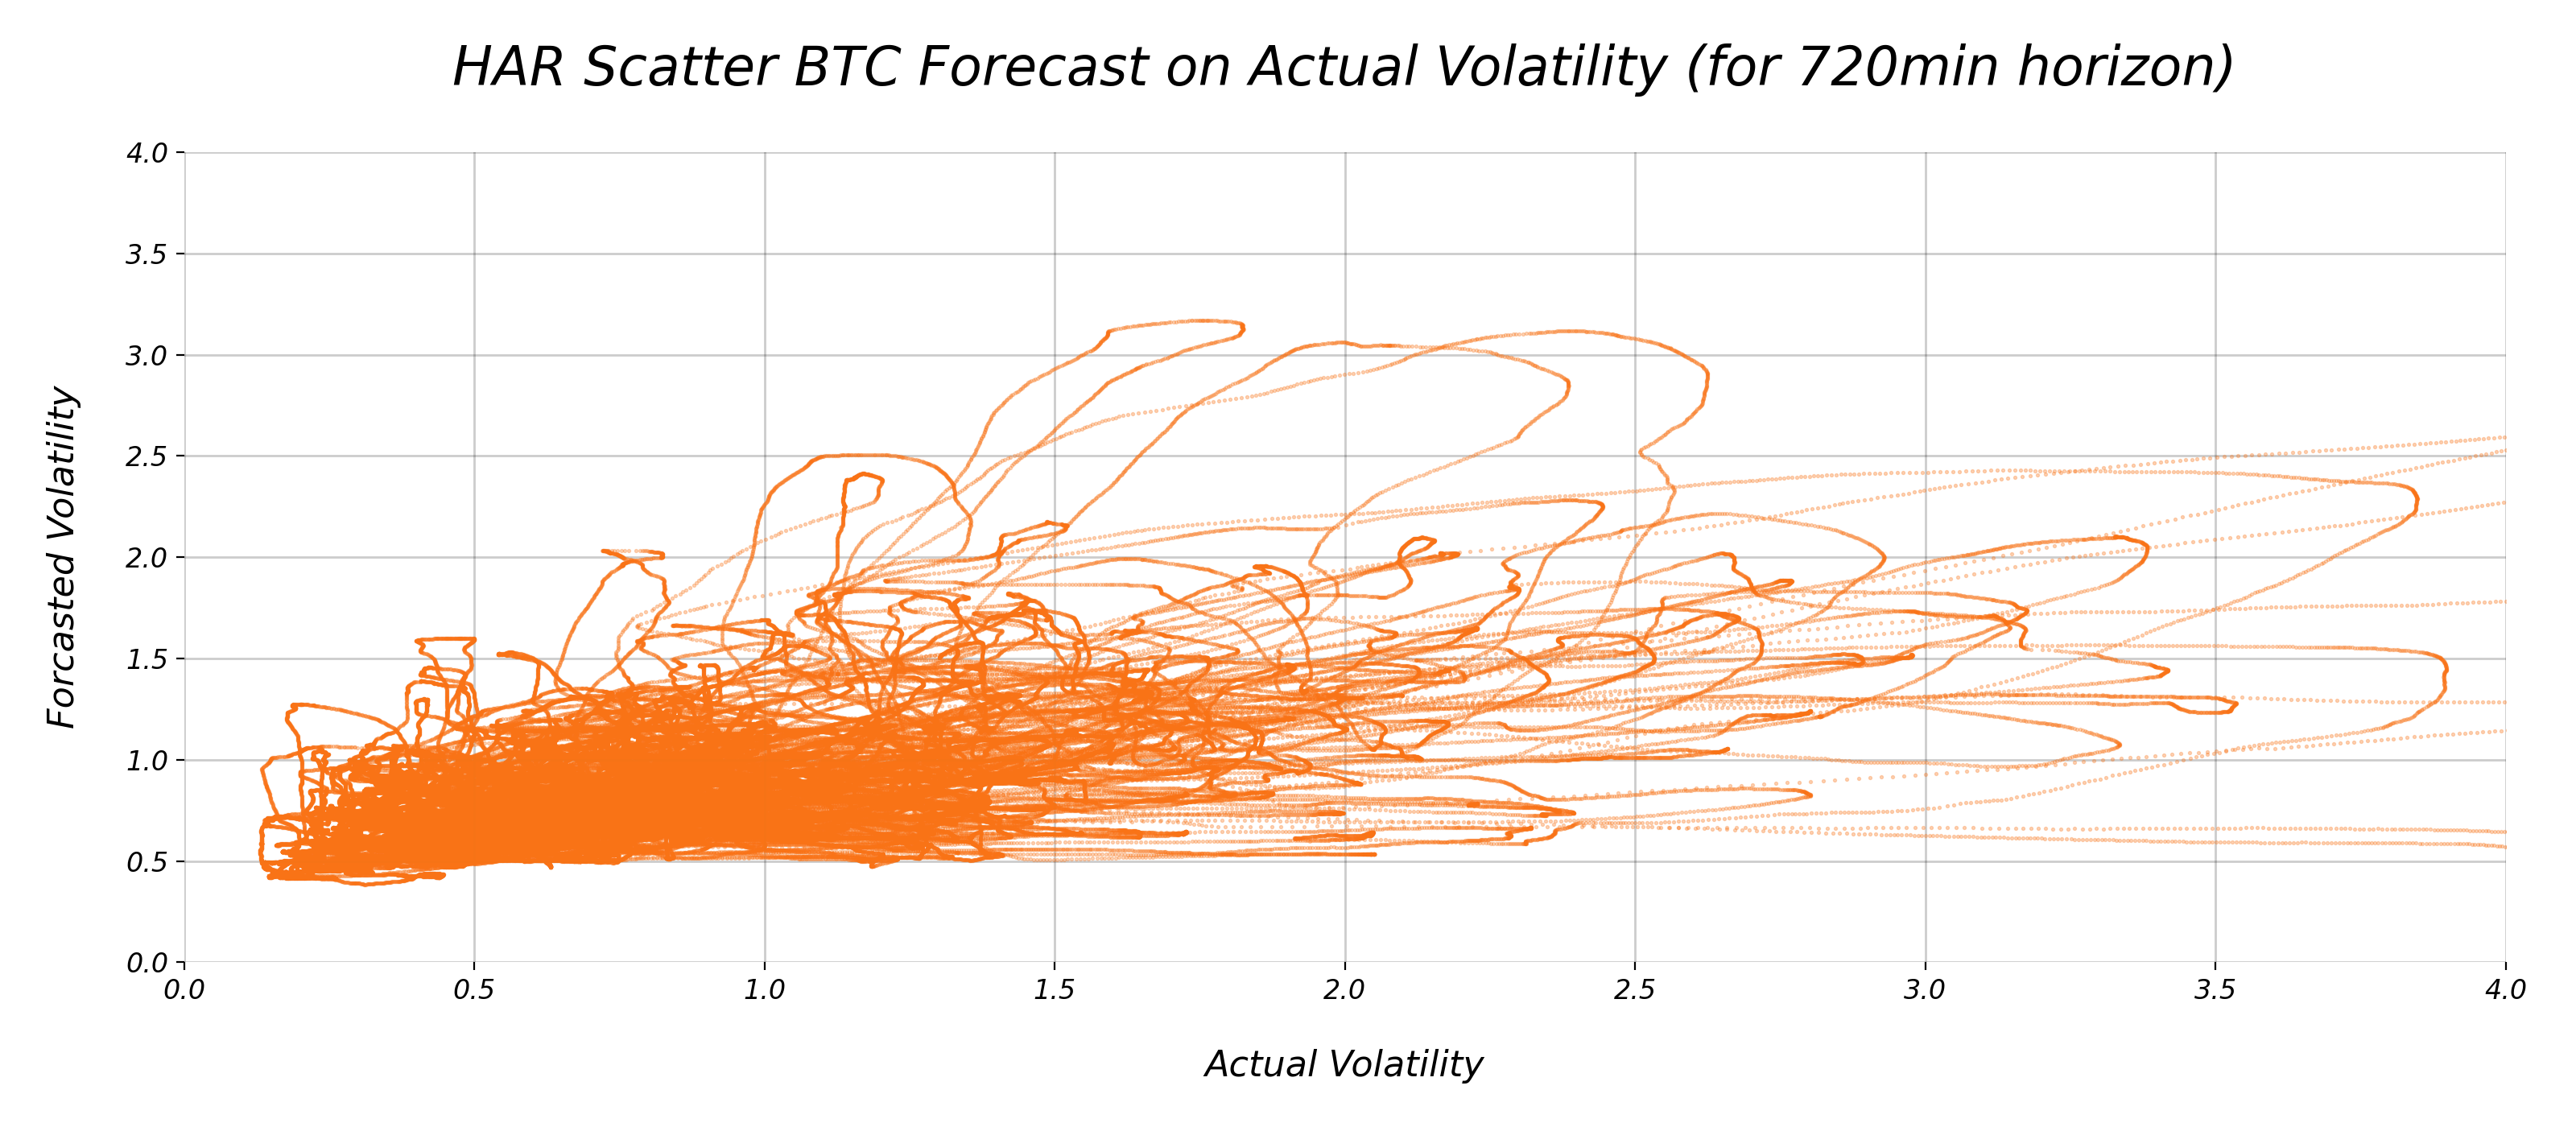 HAR Scatter BTC Forecast on Actual Volatility (for 720min horizon)
4.0
3.5
3.0
2.5
2.0
1.5
1.0
0.5
0.0
Forcasted Volatility
0.0 0.5 1.0 1.5 2.0 2.5 3.0 3.5 4.0
Actual Volatility